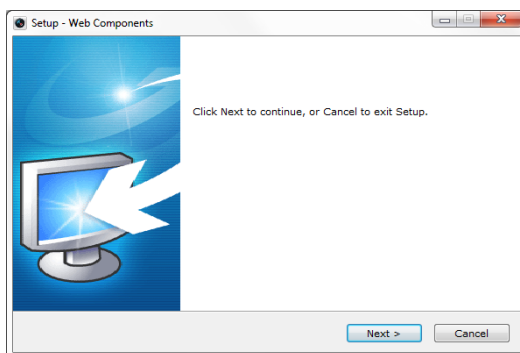 Setup - Web Components
Click Next to continue, or Cancel to exit Setup.
Next >
Cancel